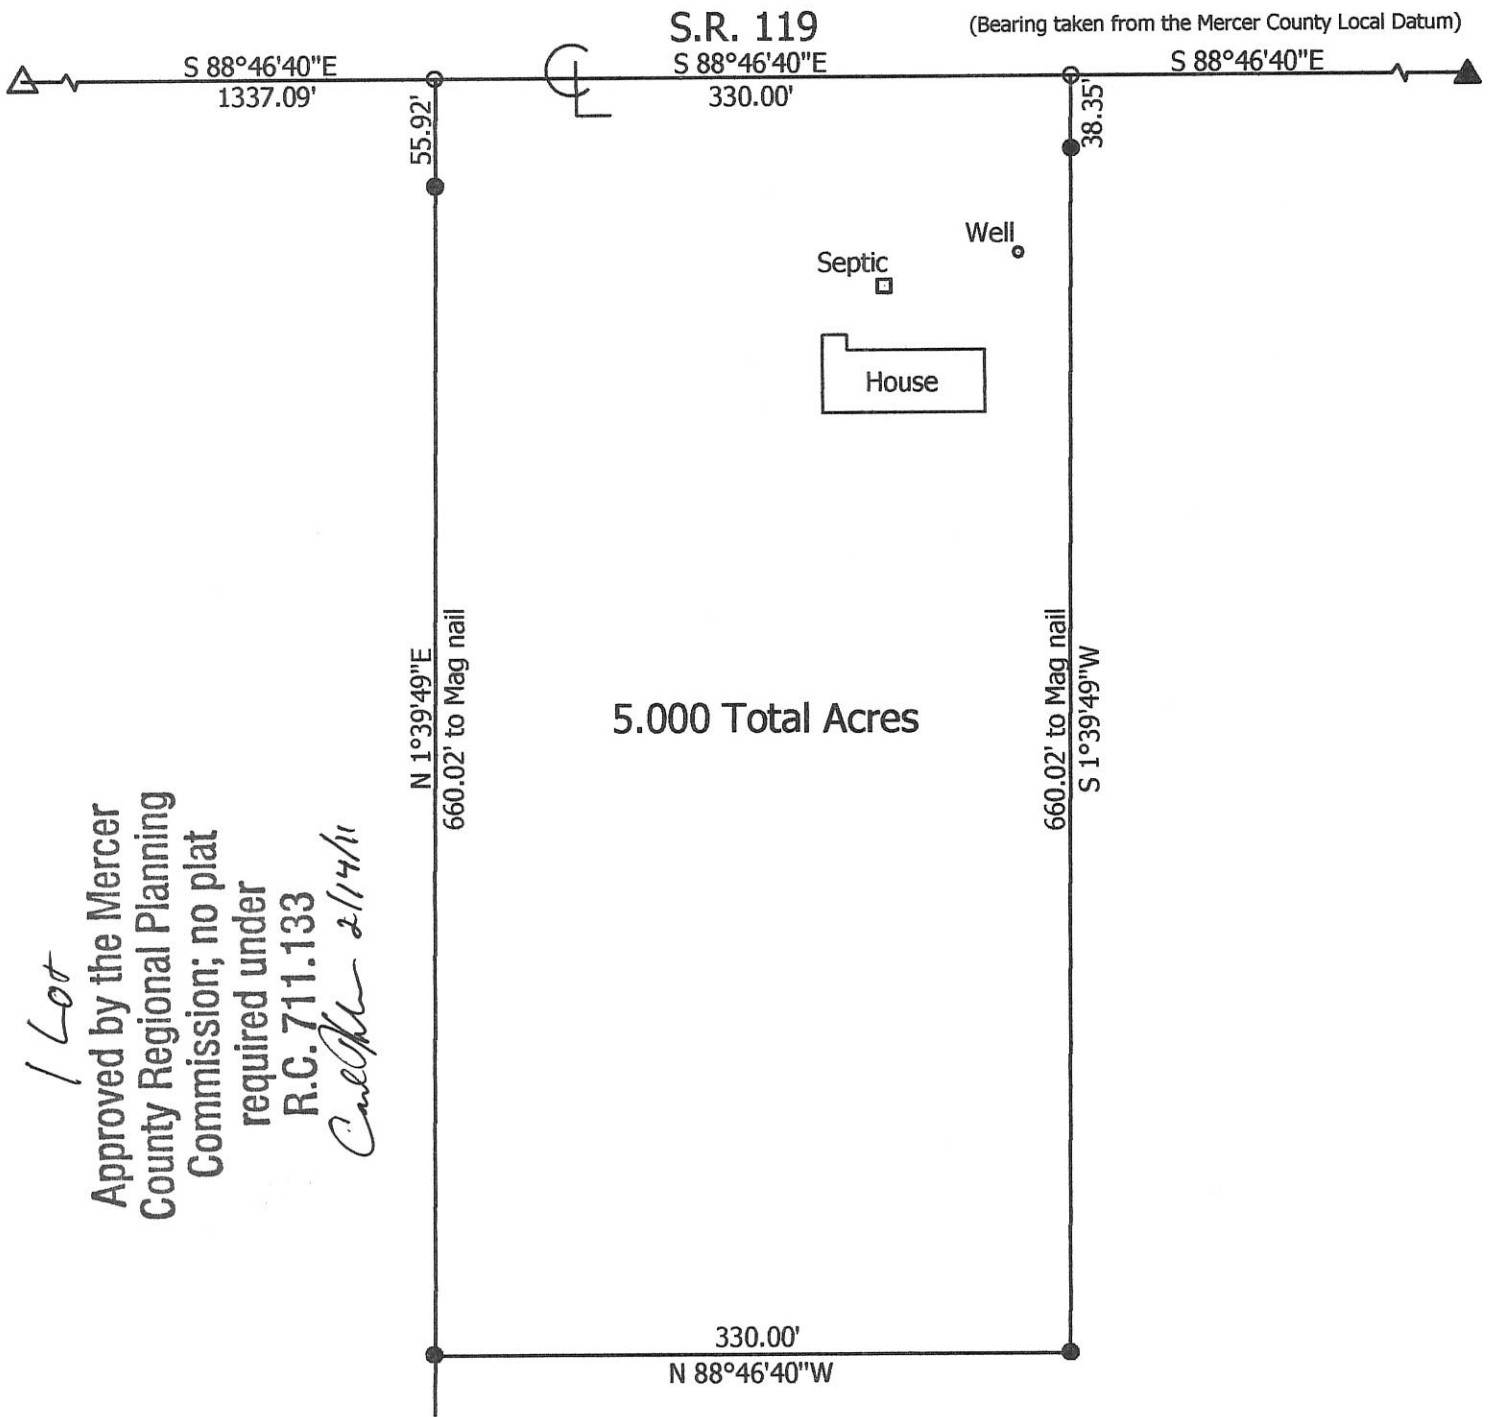 S.R. 119
(Bearing taken from the Mercer County Local Datum)
S 88°46'40"E
S 88°46'40"E
S 88°46'40"E
1337.09'
330.00'
55.92'
38.35'
Well
Septic
House
N 1°39'49"E
660.02' to Mag nail
660.02' to Mag nail
S 1°39'49"W
5.000 Total Acres
1 Lot
Approved by the Mercer
County Regional Planning
Commission; no plat
required under
R.C. 711.133
2/14/11
330.00'
N 88°46'40"W